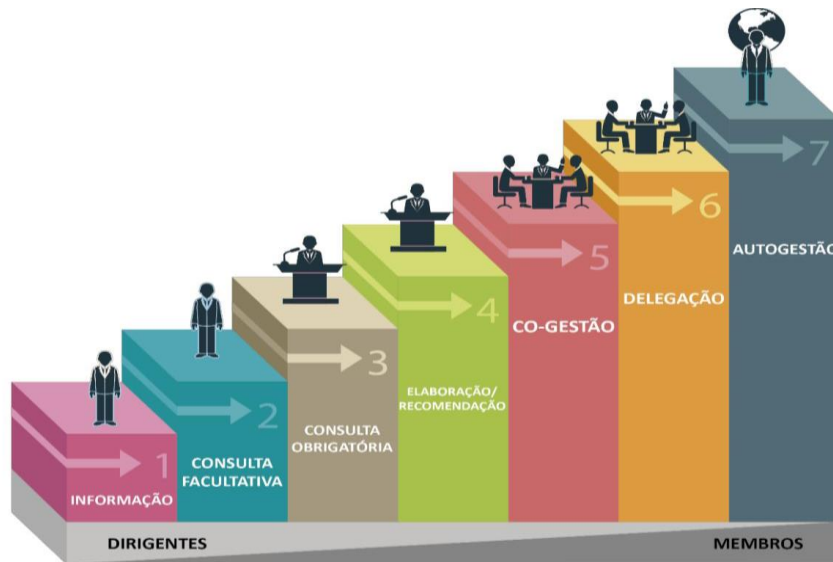 1
INFORMAÇÃO
2
CONSULTA
FACULTATIVA
3
CONSULTA
OBRIGATÓRIA
4
ELABORAÇÃO/
RECOMENDAÇÃO
5
CO-GESTÃO
6
DELEGAÇÃO
7
AUTOGESTÃO
DIRIGENTES
MEMBROS